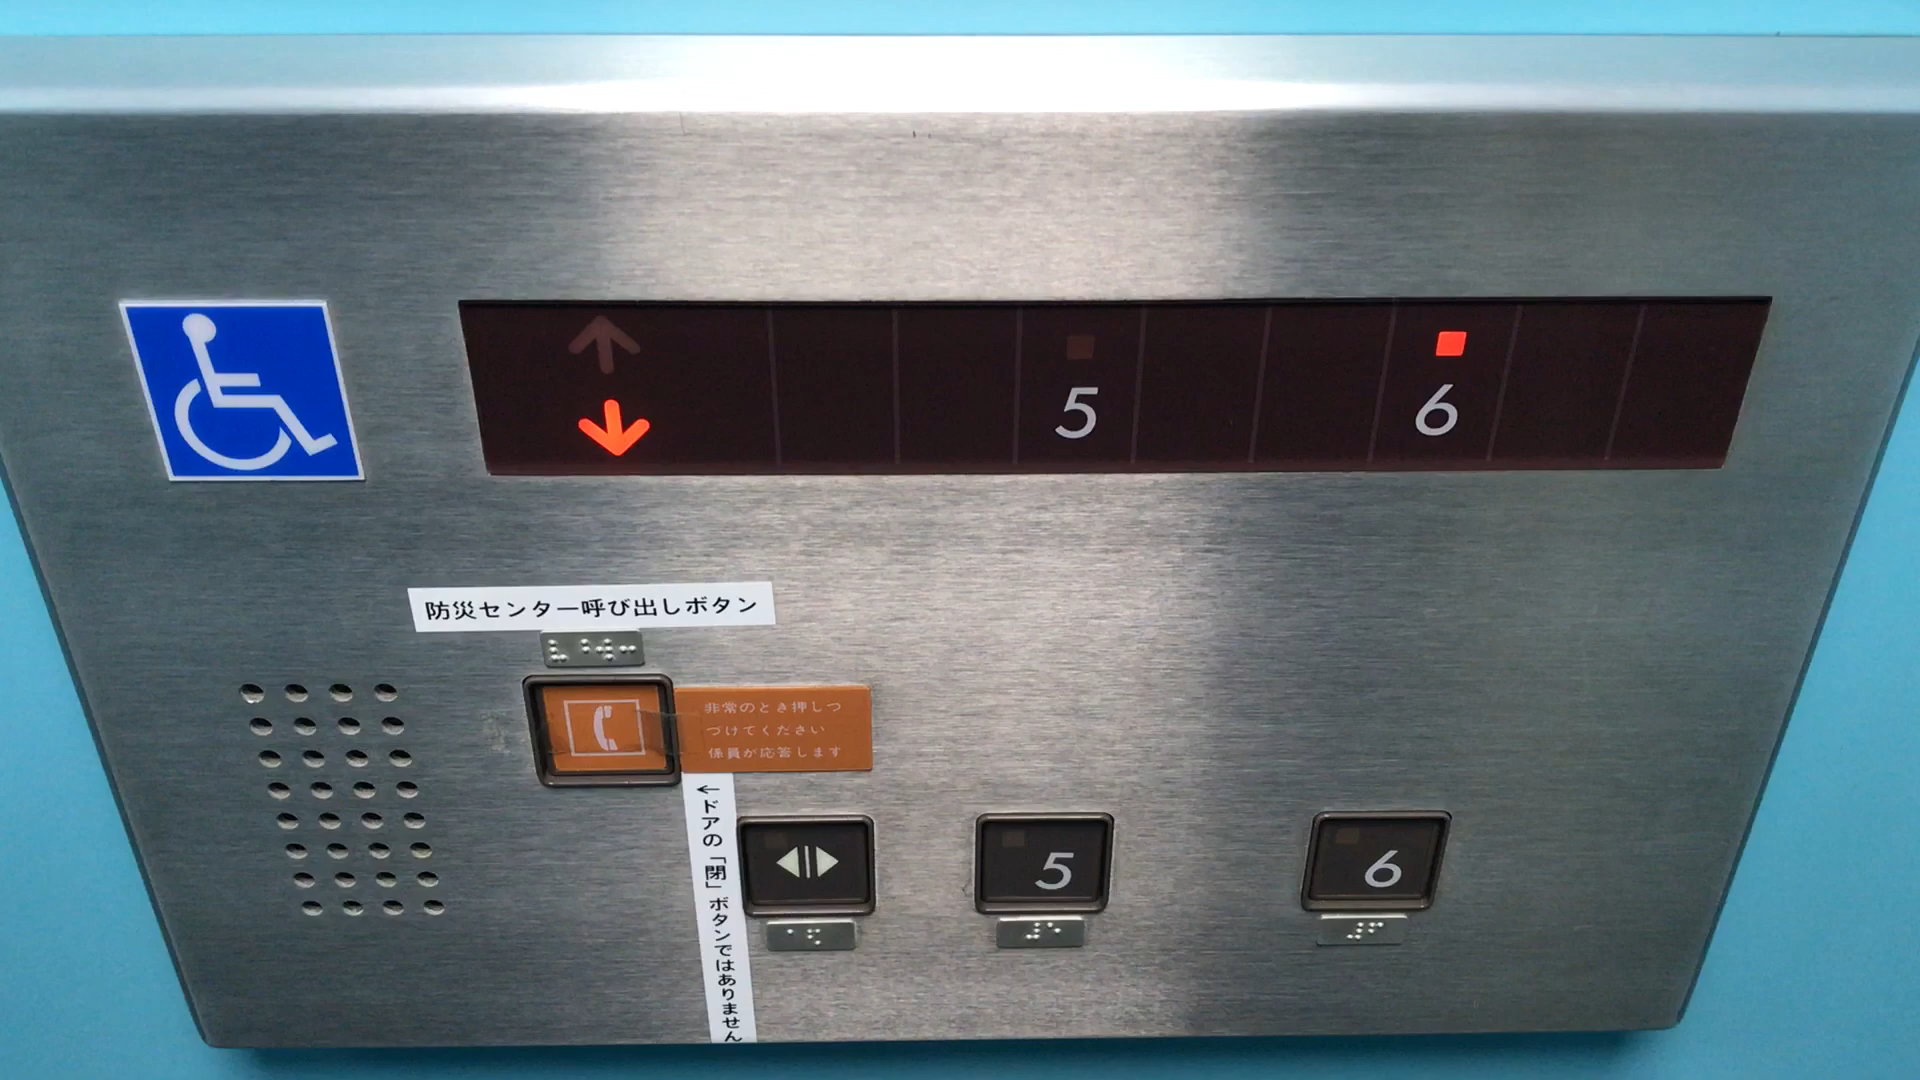 5 6
防災センター呼び出しボタン
非常のとき押しつ
づけてください
係員が応答します
←ドアの「閉」ボタンではありません
5 6